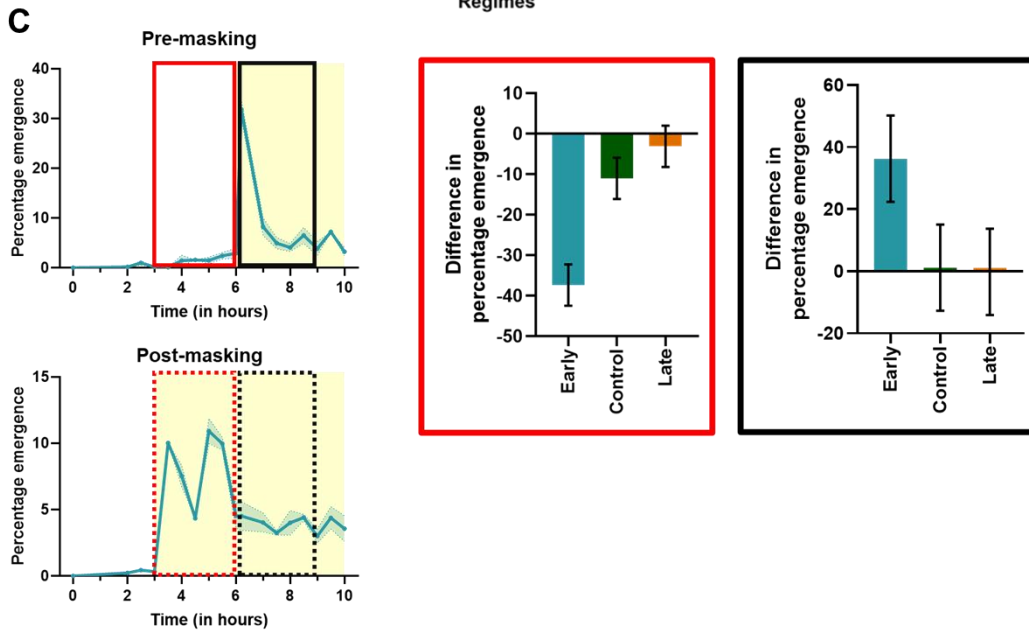 Regimes
C
Pre-masking
Percentage emergence
40
30
20
10
0
0 2 4 6 8 10
Time (in hours)
Post-masking
Percentage emergence
15
10
5
0
0 2 4 6 8 10
Time (in hours)
Difference in
percentage emergence
10
0
-10
-20
-30
-40
-50
Early
Control
Late
Difference in
percentage emergence
60
40
20
0
-20
Early
Control
Late